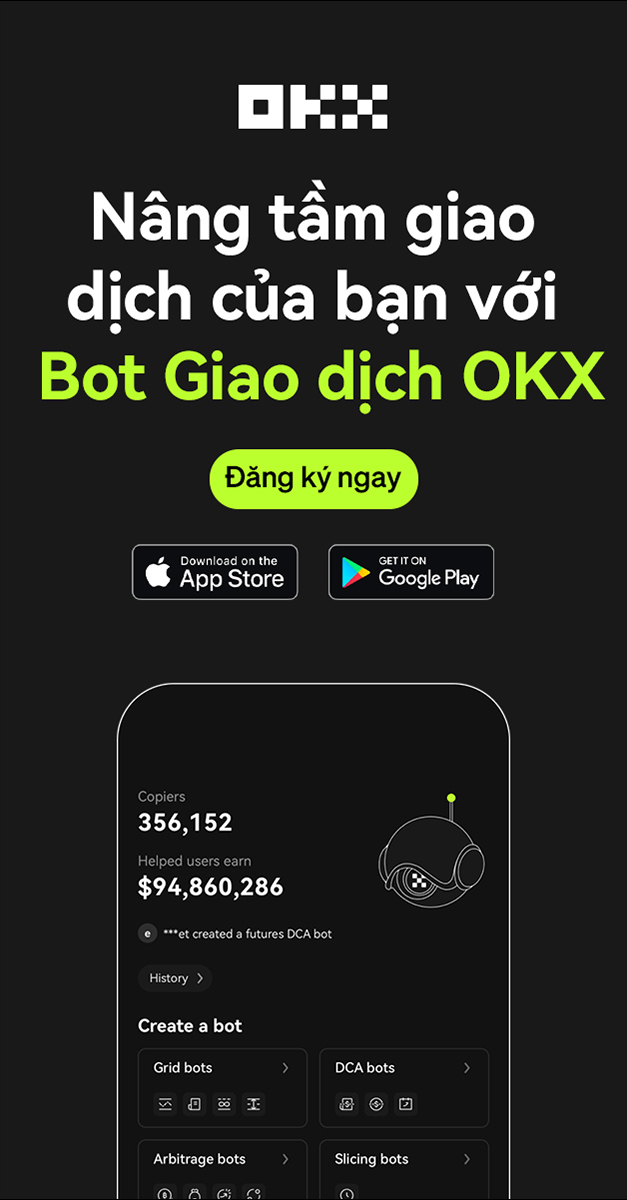 OKX
Nâng tầm giao
dịch của bạn với
Bot Giao dịch OKX
Đăng ký ngay
Download on the
App Store
GET IT ON
Google Play
Copiers
356,152
Helped users earn
$94,860,286
e ***et created a futures DCA bot
History
Create a bot
Grid bots
DCA bots
Arbitrage bots
Slicing bots